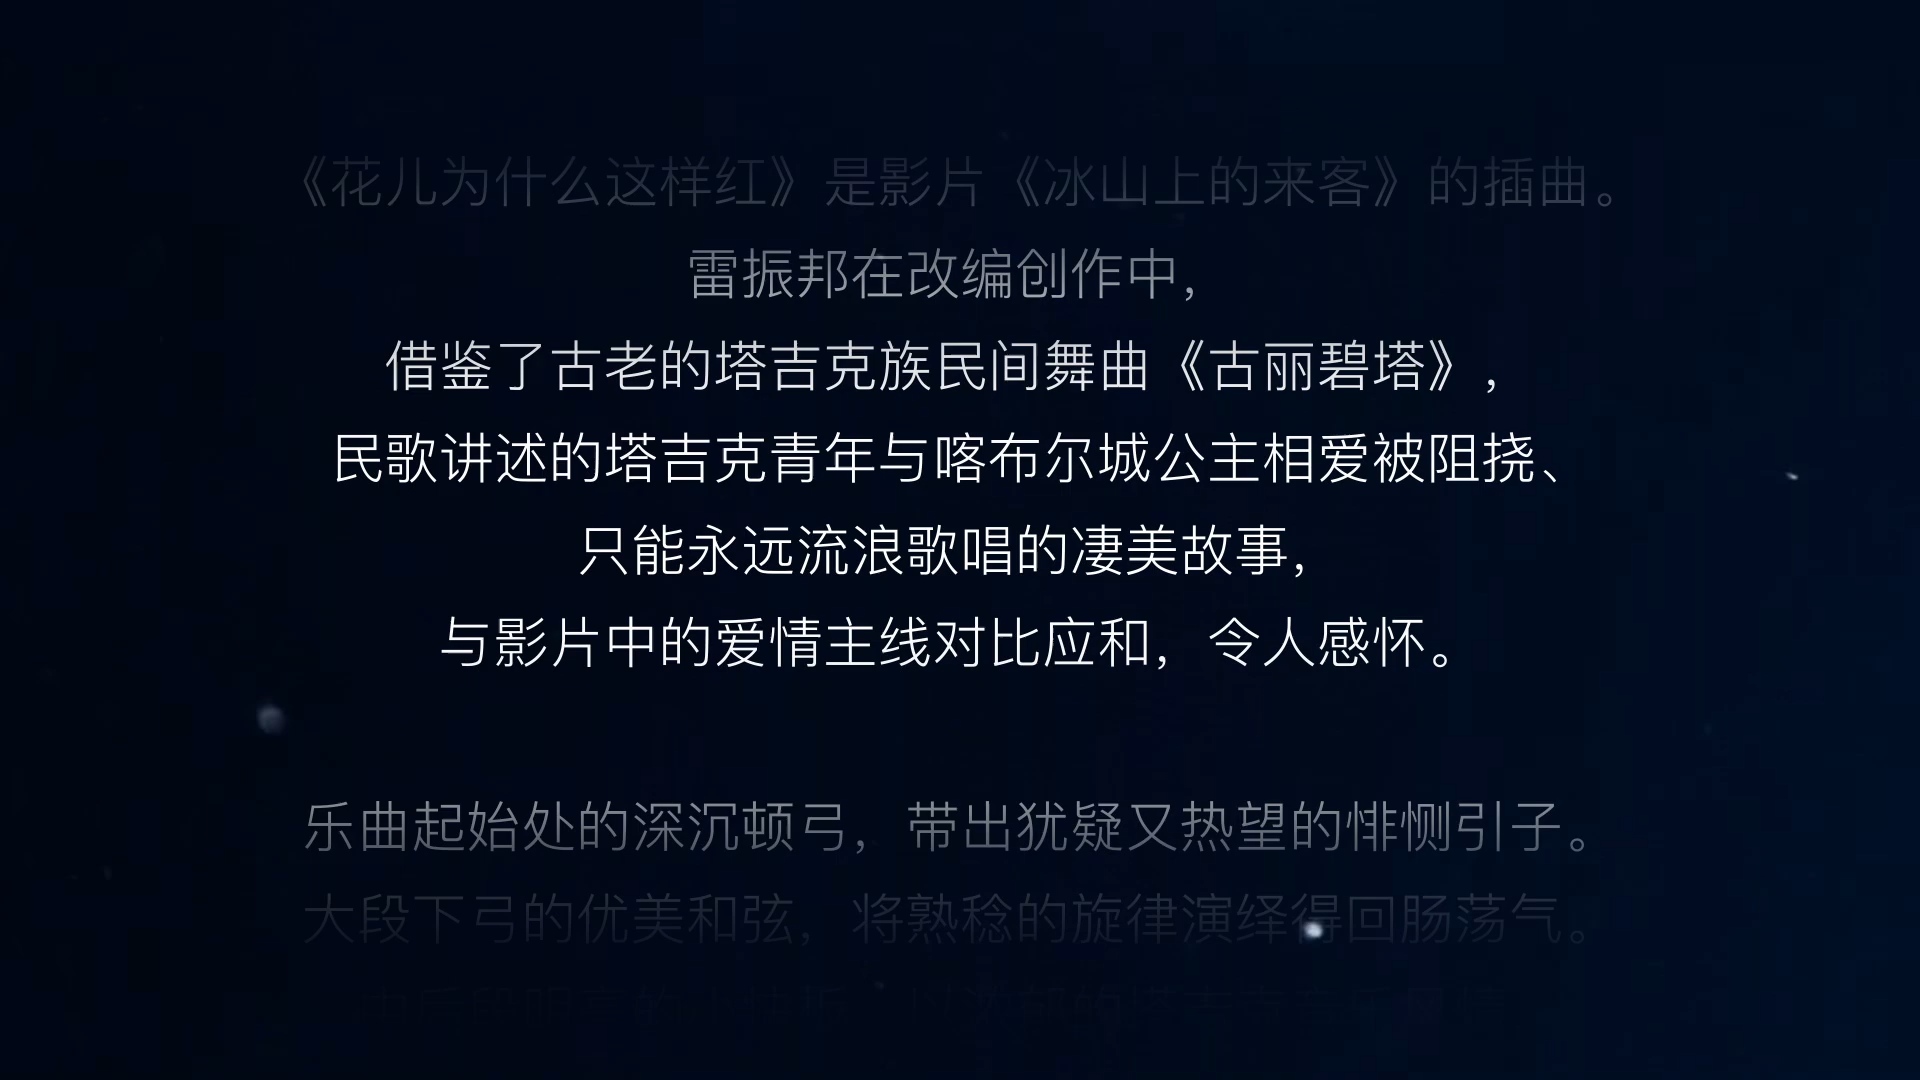 《花儿为什么这样红》是影片《冰山上的来客》的插曲。
雷振邦在改编创作中，
借鉴了古老的塔吉克族民间舞曲《古丽碧塔》，
民歌讲述的塔吉克青年与喀布尔城公主相爱被阻挠、
只能永远流浪歌唱的凄美故事，
与影片中的爱情主线对比应和，令人感怀。
乐曲起始处的深沉顿弓，带出犹疑又热望的悱恻引子。
大段下弓的优美和弦，将熟稔的旋律演绎得回肠荡气。